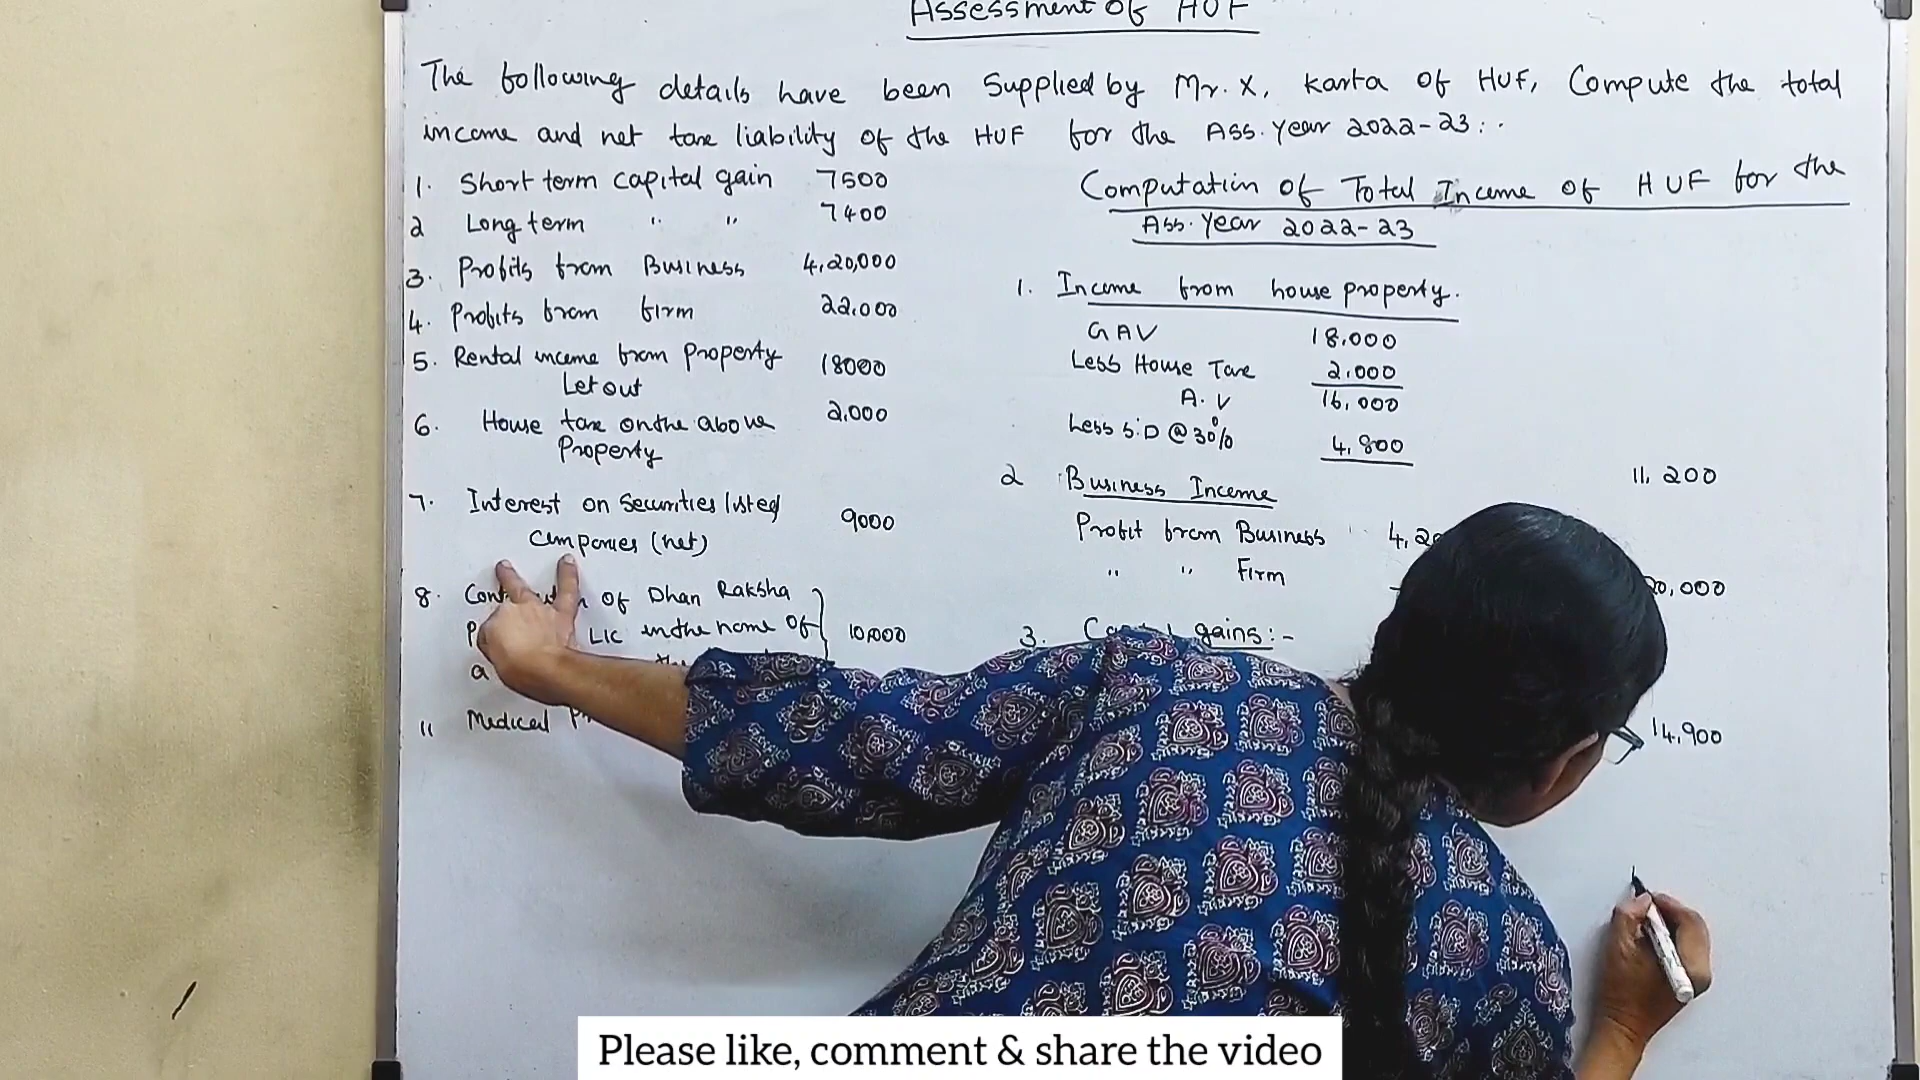 Assessment of HUF
The following details have been Supplied by Mr. X, karta of HUF, Compute the total
income and net tax liability of the HUF for the Ass. Year 2022-23:.
1. Short term capital gain 7500
2 Long term " " 7400
3. Profits from Business 4,20,000
4. Profits from firm 22,000
5. Rental income from Property 18000
Let out
6. House tax on the above 2,000
Property
7. Interest on Securities listed 9000
Companies (net)
8. of Dhan Raksha
LIC in the name of 10,000
a
11 Medical
Computation of Total Income of HUF for the
Ass. Year 2022-23
1. Income from house property.
GAV 18,000
Less House Tax 2,000
A.V 16,000
Less S.D @ 30% 4,800
11,200
2 Business Income
Profit from Business 4,20
" " Firm
20,000
3. gains:-
14,900
Please like, comment & share the video